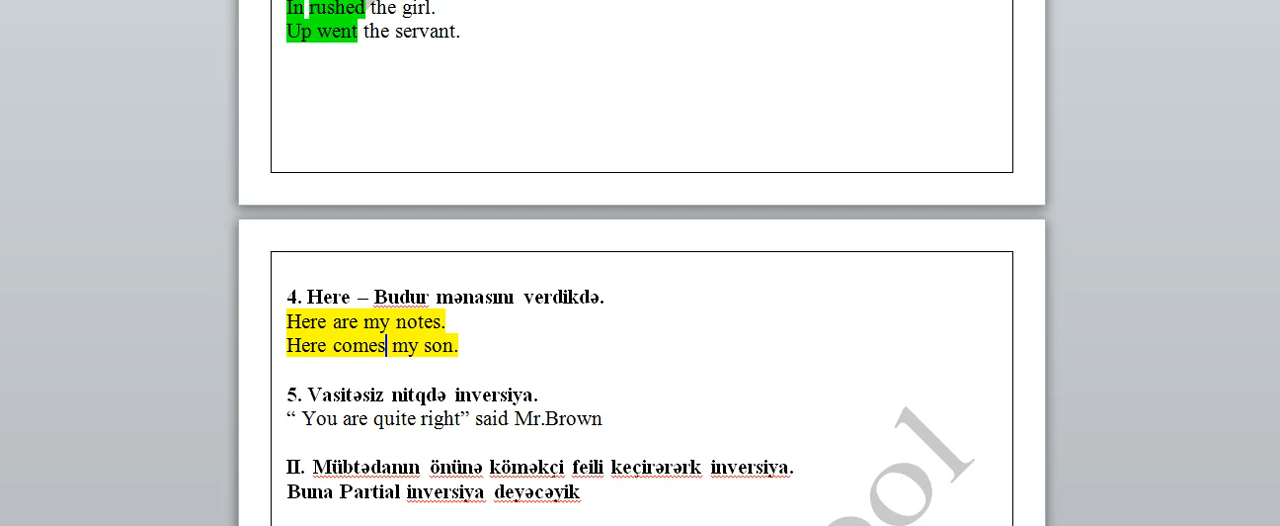 In rushed the girl.
Up went the servant.
4. Here – Budur mənasını verdikdə.
Here are my notes.
Here comes my son.
5. Vasitəsiz nitqdə inversiya.
“ You are quite right” said Mr.Brown
II. Mübtədanın önünə köməkçi feili keçirərərk inversiya.
Buna Partial inversiya deyəcəyik
ool